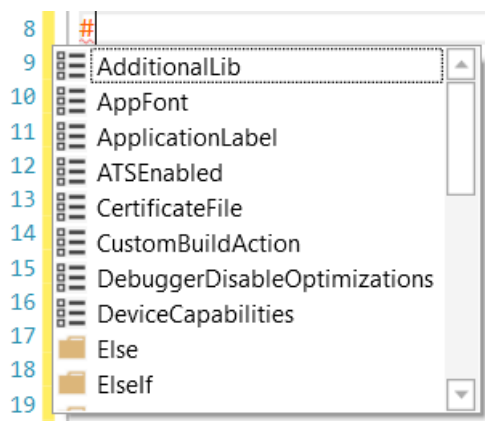 8 #
9 AdditionalLib
10 AppFont
11 ApplicationLabel
12 ATSEnabled
13 CertificateFile
14 CustomBuildAction
15 DebuggerDisableOptimizations
16 DeviceCapabilities
17 Else
18 ElseIf
19